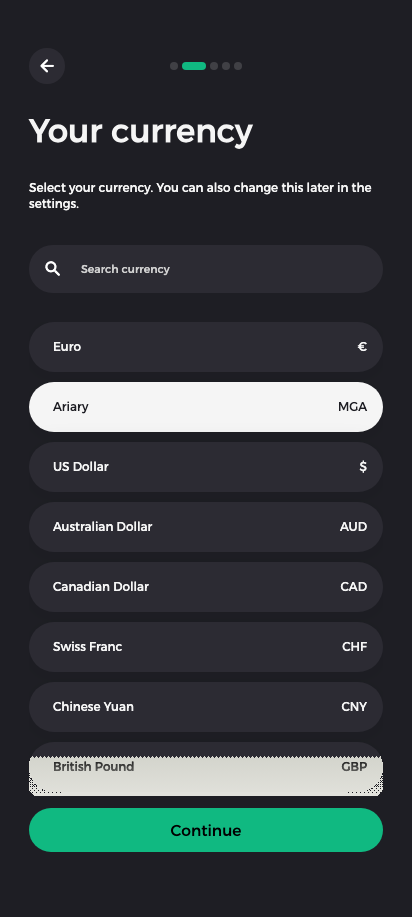 Your currency
Select your currency. You can also change this later in the
settings.
Search currency
Euro €
Ariary MGA
US Dollar $
Australian Dollar AUD
Canadian Dollar CAD
Swiss Franc CHF
Chinese Yuan CNY
British Pound GBP
Continue